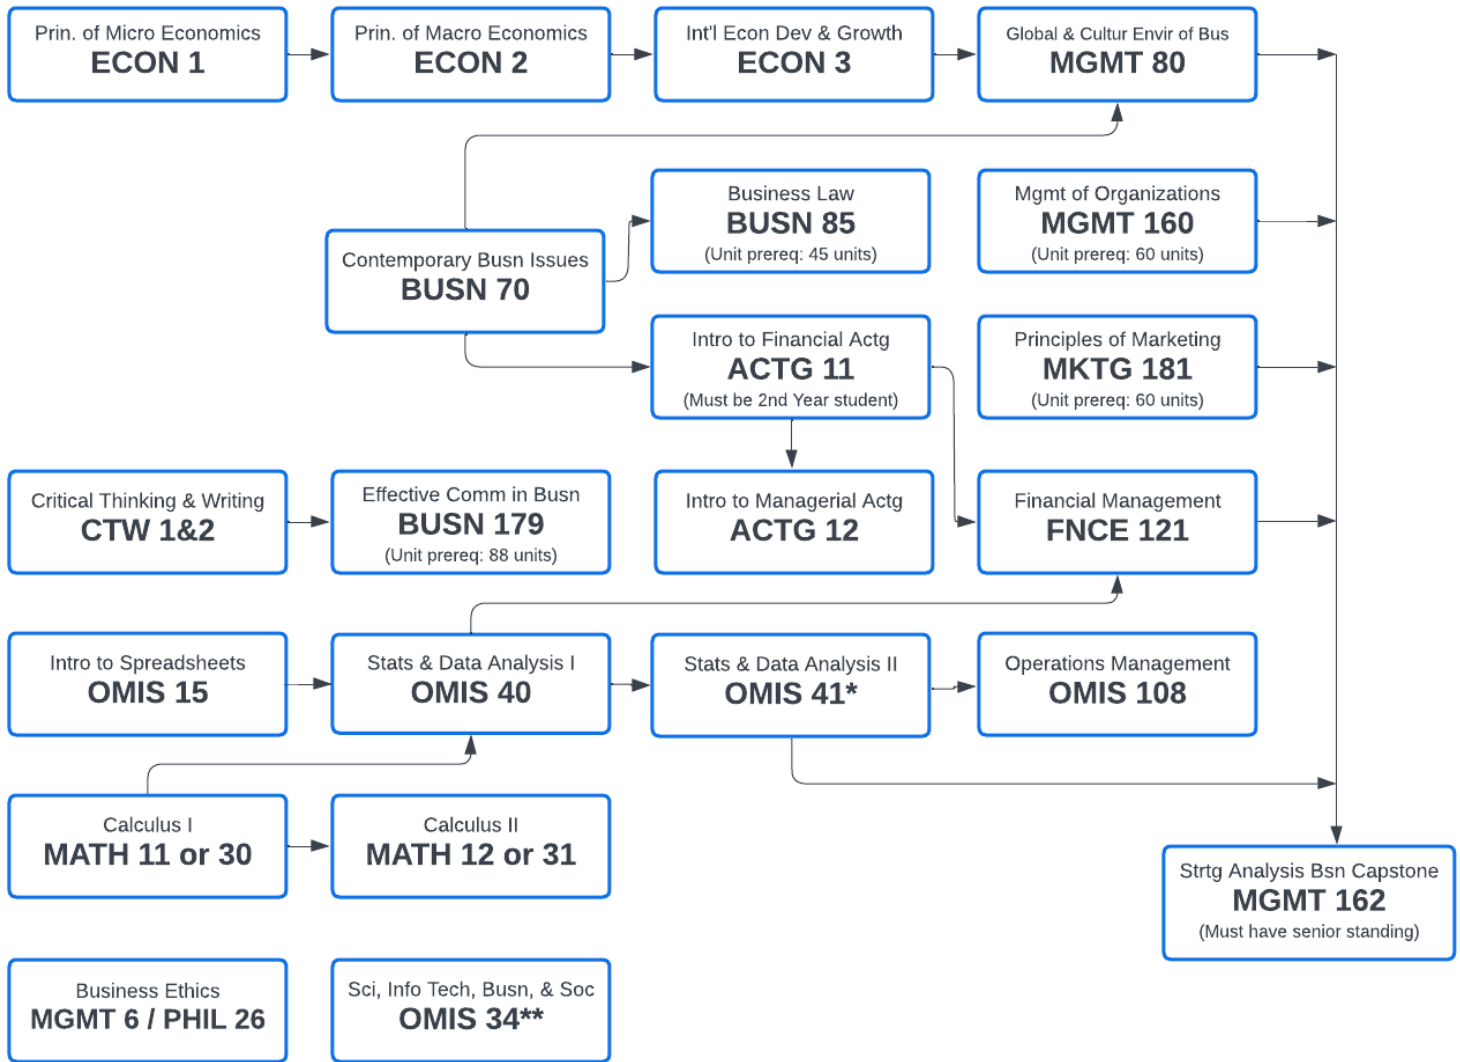 Prin. of Micro Economics
ECON 1
Prin. of Macro Economics
ECON 2
Int'l Econ Dev & Growth
ECON 3
Global & Cultur Envir of Bus
MGMT 80
Business Law
BUSN 85
(Unit prereq: 45 units)
Mgmt of Organizations
MGMT 160
(Unit prereq: 60 units)
Contemporary Busn Issues
BUSN 70
Intro to Financial Actg
ACTG 11
(Must be 2nd Year student)
Principles of Marketing
MKTG 181
(Unit prereq: 60 units)
Critical Thinking & Writing
CTW 1&2
Effective Comm in Busn
BUSN 179
(Unit prereq: 88 units)
Intro to Managerial Actg
ACTG 12
Financial Management
FNCE 121
Intro to Spreadsheets
OMIS 15
Stats & Data Analysis I
OMIS 40
Stats & Data Analysis II
OMIS 41*
Operations Management
OMIS 108
Calculus I
MATH 11 or 30
Calculus II
MATH 12 or 31
Strtg Analysis Bsn Capstone
MGMT 162
(Must have senior standing)
Business Ethics
MGMT 6 / PHIL 26
Sci, Info Tech, Busn, & Soc
OMIS 34**